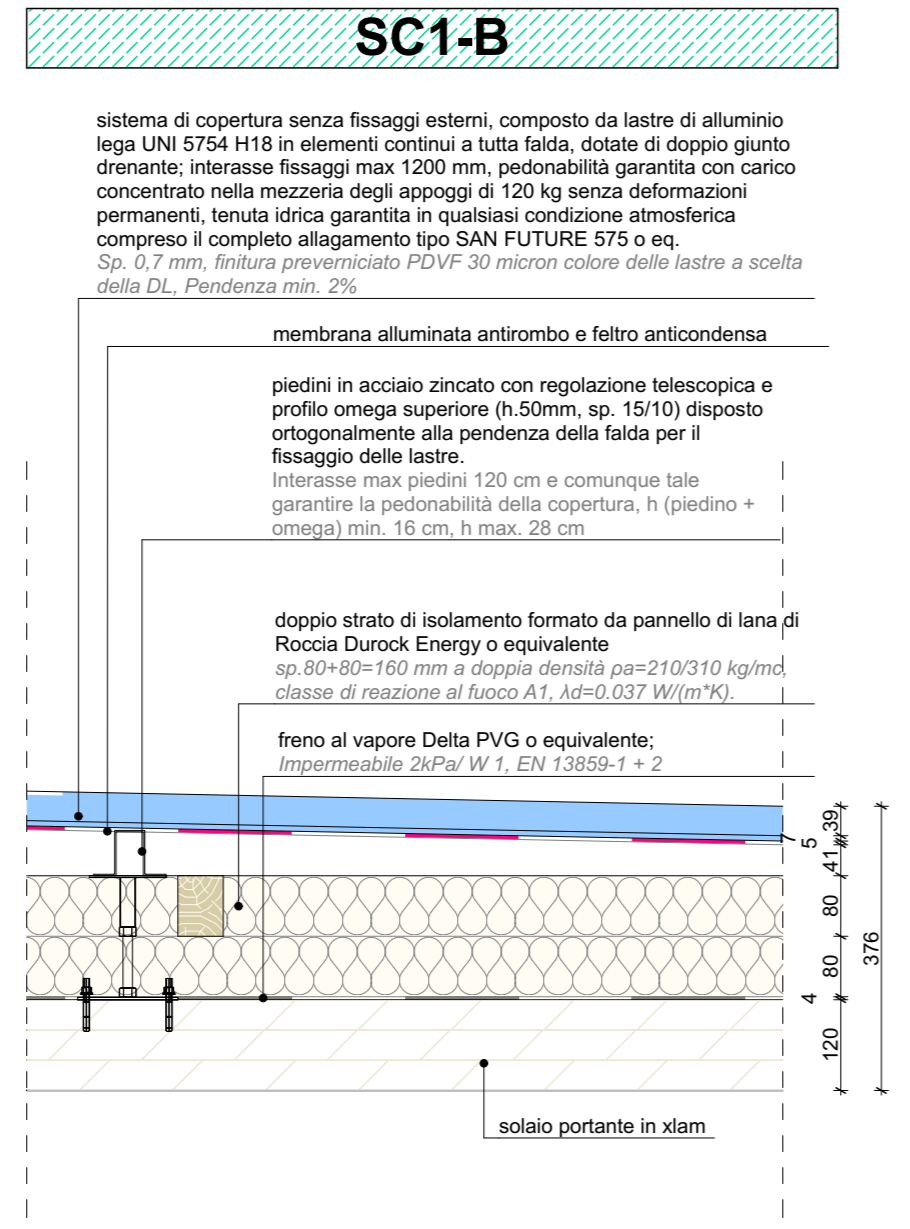 SC1-B
sistema di copertura senza fissaggi esterni, composto da lastre di alluminio
lega UNI 5754 H18 in elementi continui a tutta falda, dotate di doppio giunto
drenante; interasse fissaggi max 1200 mm, pedonabilità garantita con carico
concentrato nella mezzeria degli appoggi di 120 kg senza deformazioni
permanenti, tenuta idrica garantita in qualsiasi condizione atmosferica
compreso il completo allagamento tipo SAN FUTURE 575 o eq.
Sp. 0,7 mm, finitura preverniciato PDVF 30 micron colore delle lastre a scelta
della DL, Pendenza min. 2%
membrana alluminata antirombo e feltro anticondensa
piedini in acciaio zincato con regolazione telescopica e
profilo omega superiore (h.50mm, sp. 15/10) disposto
ortogonalmente alla pendenza della falda per il
fissaggio delle lastre.
Interasse max piedini 120 cm e comunque tale
garantire la pedonabilità della copertura, h (piedino +
omega) min. 16 cm, h max. 28 cm
doppio strato di isolamento formato da pannello di lana di
Roccia Durock Energy o equivalente
sp.80+80=160 mm a doppia densità ρa=210/310 kg/mc,
classe di reazione al fuoco A1, λd=0.037 W/(m*K).
freno al vapore Delta PVG o equivalente;
Impermeabile 2kPa/ W 1, EN 13859-1 + 2
39
7
5
41
80
80
4
120
376
solaio portante in xlam